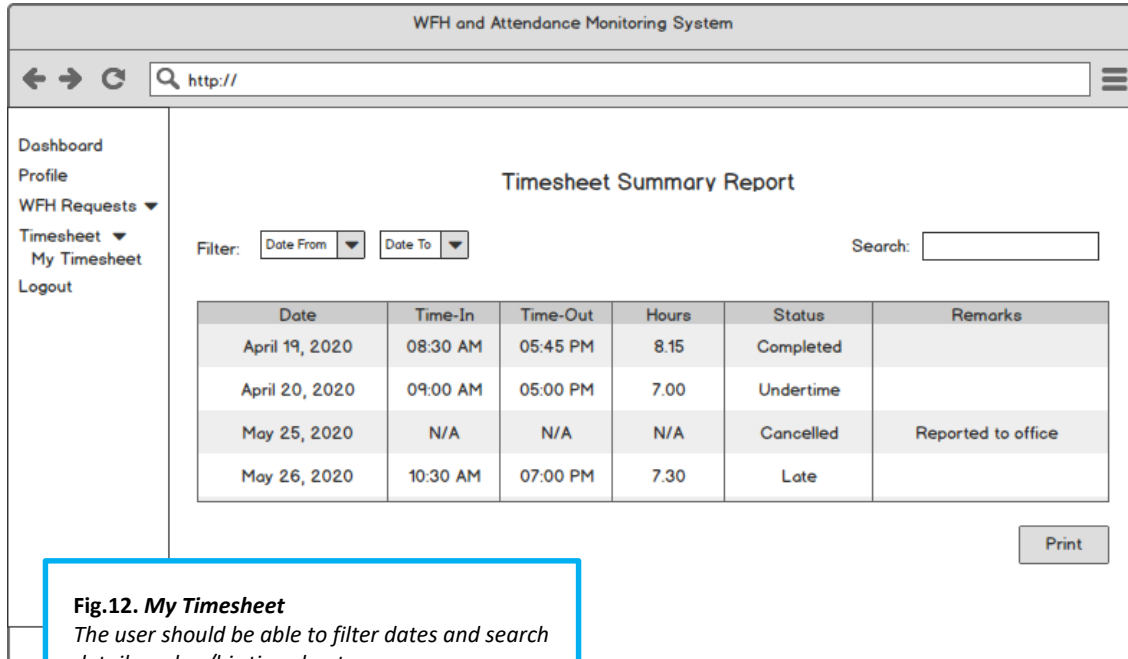 WFH and Attendance Monitoring System
http://
Dashboard
Profile
WFH Requests
Timesheet
My Timesheet
Logout
Timesheet Summary Report
Filter: Date From Date To Search:
Date Time-In Time-Out Hours Status Remarks
April 19, 2020 08:30 AM 05:45 PM 8.15 Completed
April 20, 2020 09:00 AM 05:00 PM 7.00 Undertime
May 25, 2020 N/A N/A N/A Cancelled Reported to office
May 26, 2020 10:30 AM 07:00 PM 7.30 Late
Print
Fig.12. My Timesheet
The user should be able to filter dates and search